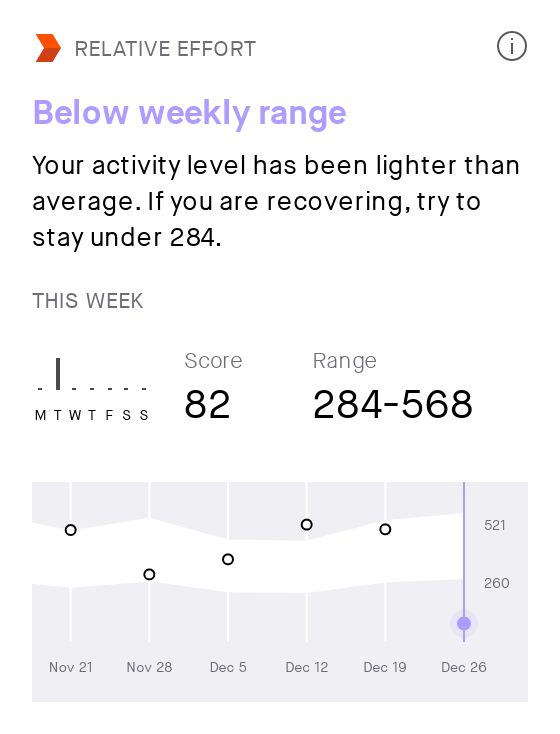 RELATIVE EFFORT
Below weekly range
Your activity level has been lighter than
average. If you are recovering, try to
stay under 284.
THIS WEEK
M T W T F S S
Score
82
Range
284-568
521
260
Nov 21 Nov 28 Dec 5 Dec 12 Dec 19 Dec 26